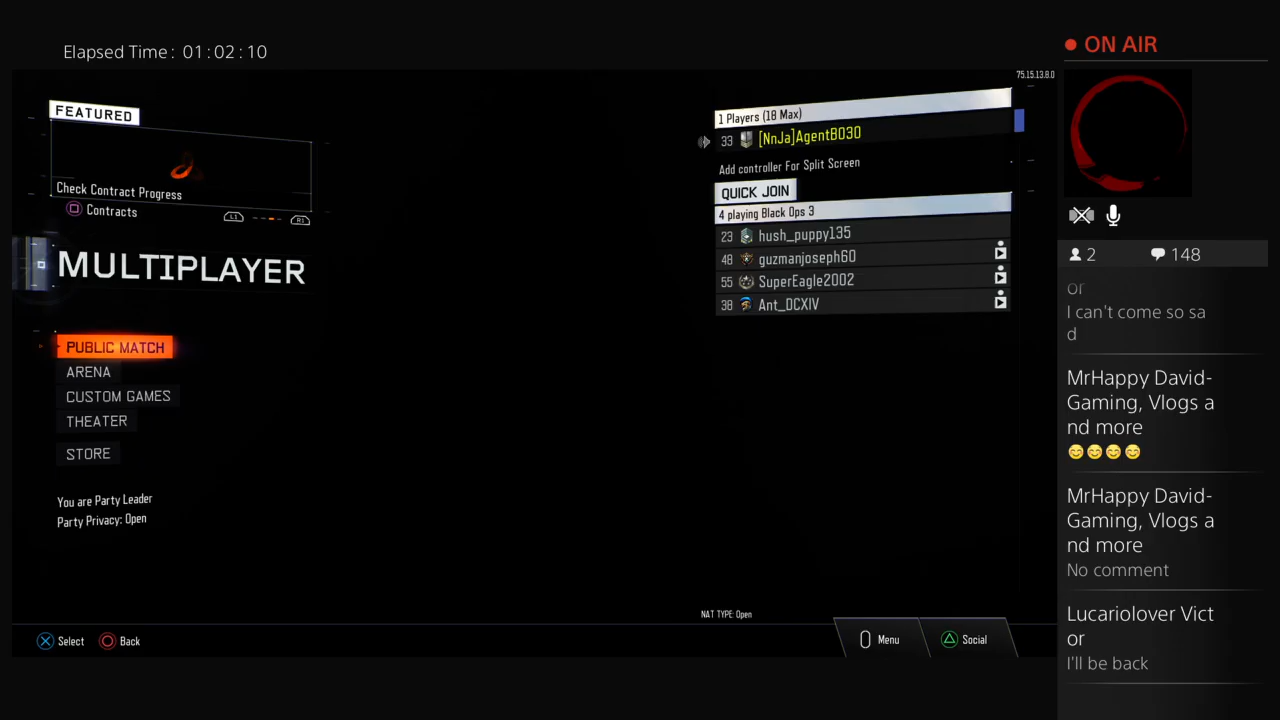 Elapsed Time: 01:02:10
FEATURED
Check Contract Progress
Contracts
L1
R1
MULTIPLAYER
PUBLIC MATCH
ARENA
CUSTOM GAMES
THEATER
STORE
You are Party Leader
Party Privacy: Open
Select
Back
75.15.13.8.0
1 Players (18 Max)
33 [NnJa]AgentBO30
Add controller For Split Screen
QUICK JOIN
4 playing Black Ops 3
23 hush_puppy135
48 guzmanjoseph60
55 SuperEagle2002
38 Ant_DCXIV
NAT TYPE: Open
Menu
Social
ON AIR
2
148
or
I can't come so sa
d
MrHappy David-
Gaming, Vlogs a
nd more
😊😊😊😊
MrHappy David-
Gaming, Vlogs a
nd more
No comment
Lucariolover Vict
or
I'll be back